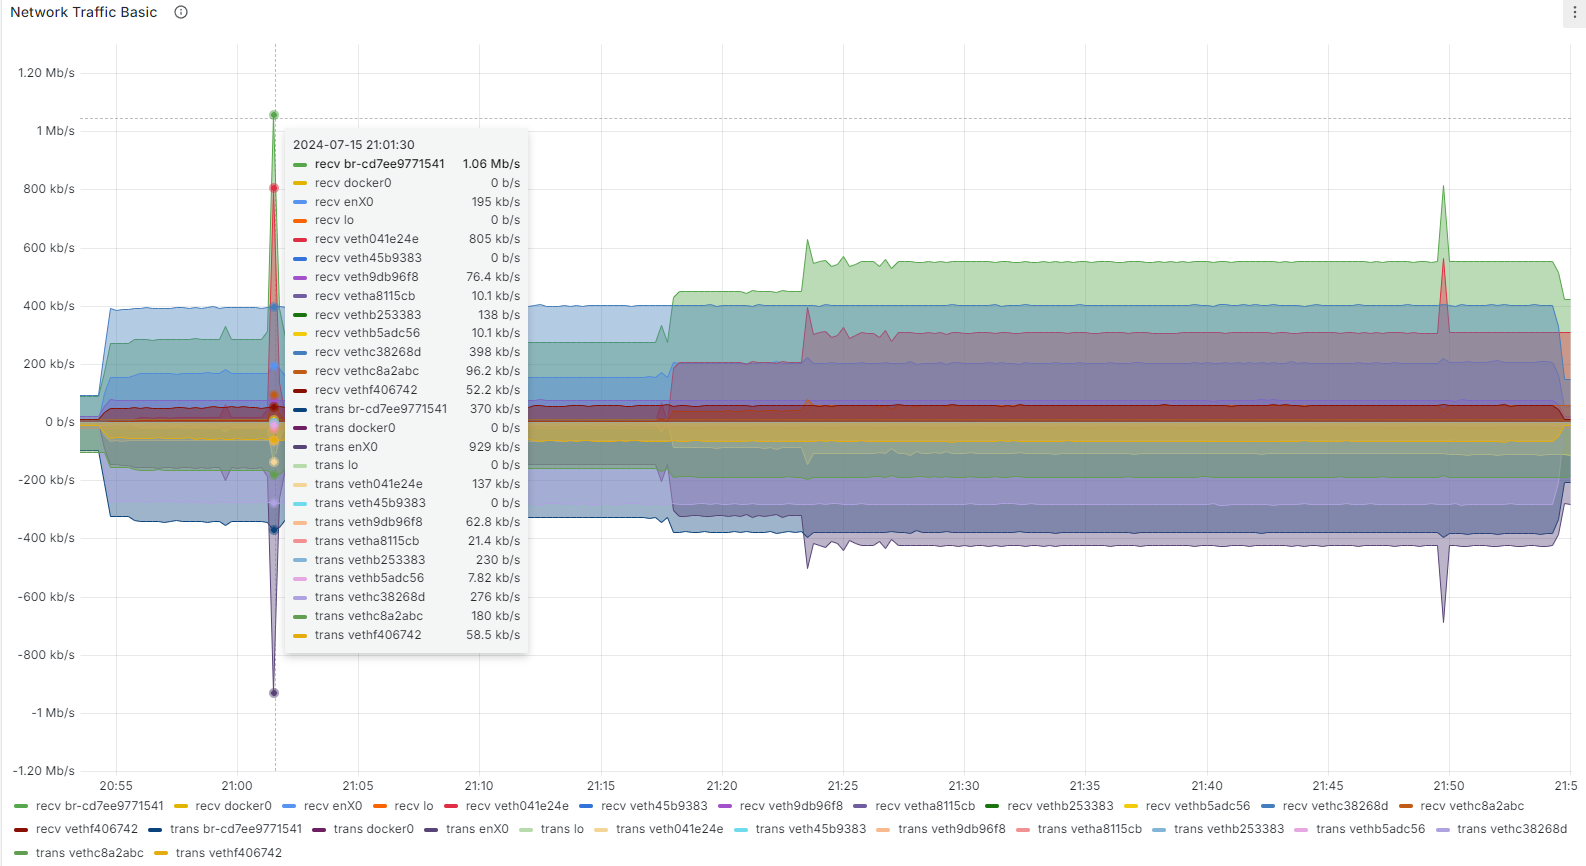 Network Traffic Basic
1.20 Mb/s
1 Mb/s
800 kb/s
600 kb/s
400 kb/s
200 kb/s
0 b/s
-200 kb/s
-400 kb/s
-600 kb/s
-800 kb/s
-1 Mb/s
-1.20 Mb/s
2024-07-15 21:01:30
recv br-cd7ee9771541 1.06 Mb/s
recv docker0 0 b/s
recv enX0 195 kb/s
recv lo 0 b/s
recv veth041e24e 805 kb/s
recv veth45b9383 0 b/s
recv veth9db96f8 76.4 kb/s
recv vetha8115cb 10.1 kb/s
recv vethb253383 138 b/s
recv vethb5adc56 10.1 kb/s
recv vethc38268d 398 kb/s
recv vethc8a2abc 96.2 kb/s
recv vethf406742 52.2 kb/s
trans br-cd7ee9771541 370 kb/s
trans docker0 0 b/s
trans enX0 929 kb/s
trans lo 0 b/s
trans veth041e24e 137 kb/s
trans veth45b9383 0 b/s
trans veth9db96f8 62.8 kb/s
trans vetha8115cb 21.4 kb/s
trans vethb253383 230 b/s
trans vethb5adc56 7.82 kb/s
trans vethc38268d 276 kb/s
trans vethc8a2abc 180 kb/s
trans vethf406742 58.5 kb/s
20:55 21:00 21:05 21:10 21:15 21:20 21:25 21:30 21:35 21:40 21:45 21:50 21:5
recv br-cd7ee9771541 recv docker0 recv enX0 recv lo recv veth041e24e recv veth45b9383 recv veth9db96f8 recv vetha8115cb recv vethb253383 recv vethb5adc56 recv vethc38268d recv vethc8a2abc
recv vethf406742 trans br-cd7ee9771541 trans docker0 trans enX0 trans lo trans veth041e24e trans veth45b9383 trans veth9db96f8 trans vetha8115cb trans vethb253383 trans vethb5adc56 trans vethc38268d
trans vethc8a2abc trans vethf406742